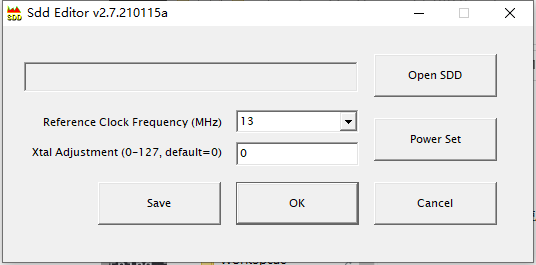 SDD
Sdd Editor v2.7.210115a
Open SDD
Reference Clock Frequency (MHz)
13
Power Set
Xtal Adjustment (0-127, default=0)
0
Save
OK
Cancel